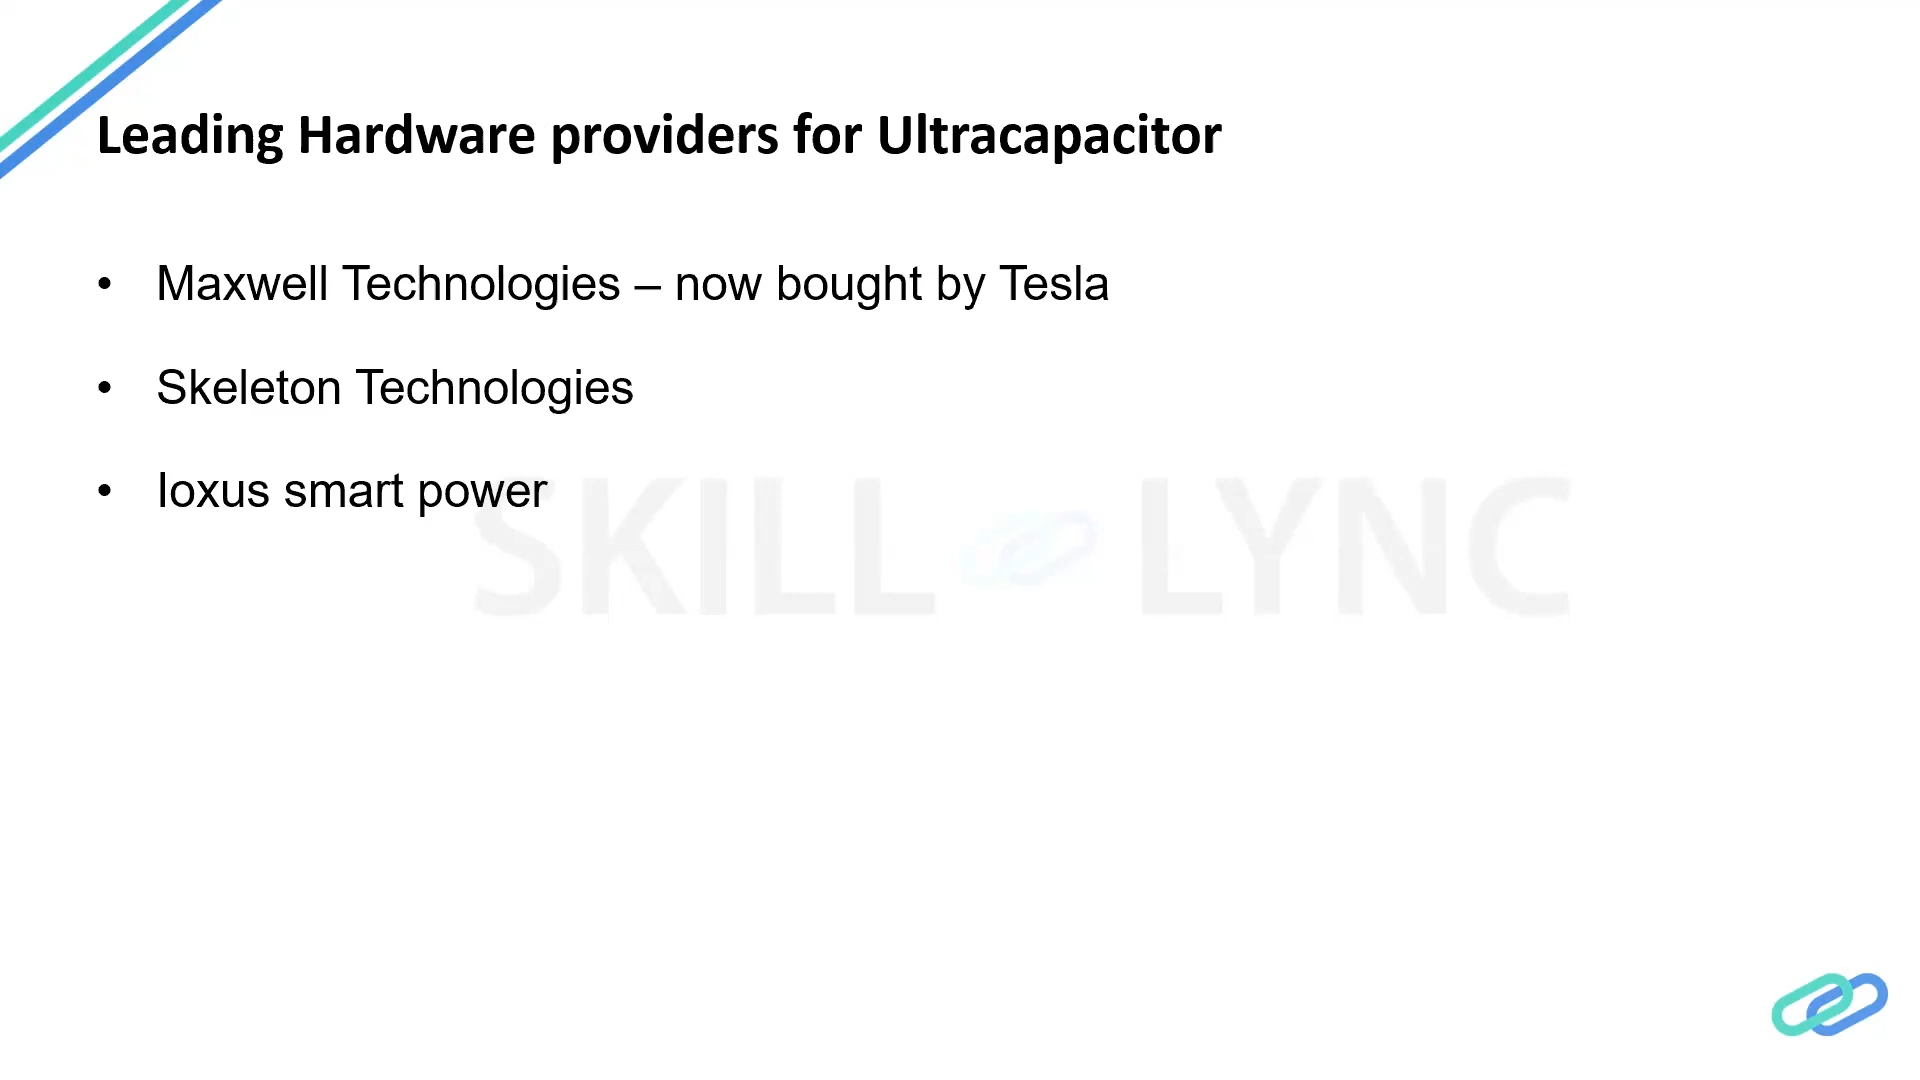 Leading Hardware providers for Ultracapacitor
• Maxwell Technologies – now bought by Tesla
• Skeleton Technologies
• Ioxus smart power
SKILL LYNC